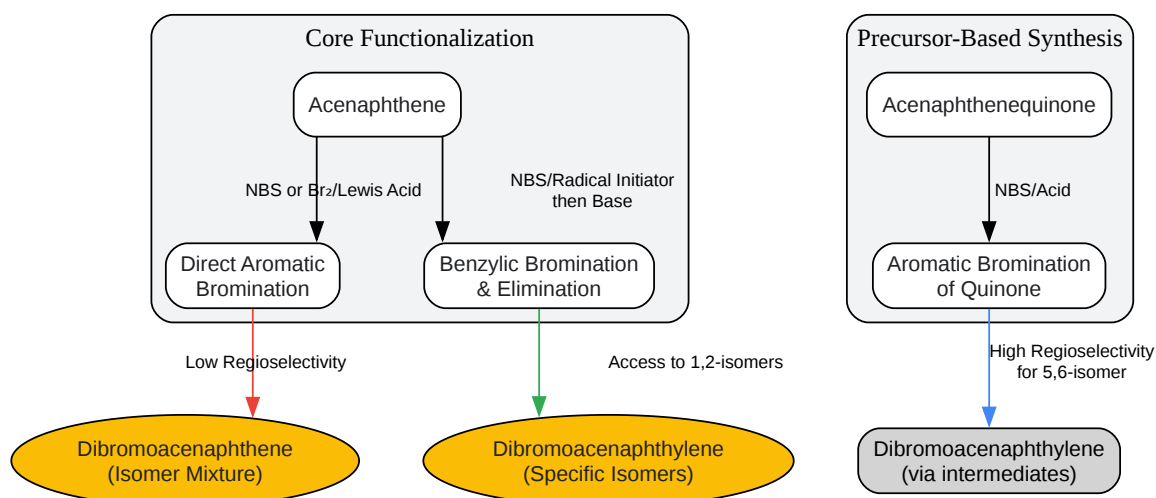 Core Functionalization
Acenaphthene
NBS or Br₂/Lewis Acid
NBS/Radical Initiator
then Base
Direct Aromatic
Bromination
Benzylic Bromination
& Elimination
Low Regioselectivity
Access to 1,2-isomers
Dibromoacenaphthene
(Isomer Mixture)
Dibromoacenaphthylene
(Specific Isomers)
Precursor-Based Synthesis
Acenaphthenequinone
NBS/Acid
Aromatic Bromination
of Quinone
High Regioselectivity
for 5,6-isomer
Dibromoacenaphthylene
(via intermediates)